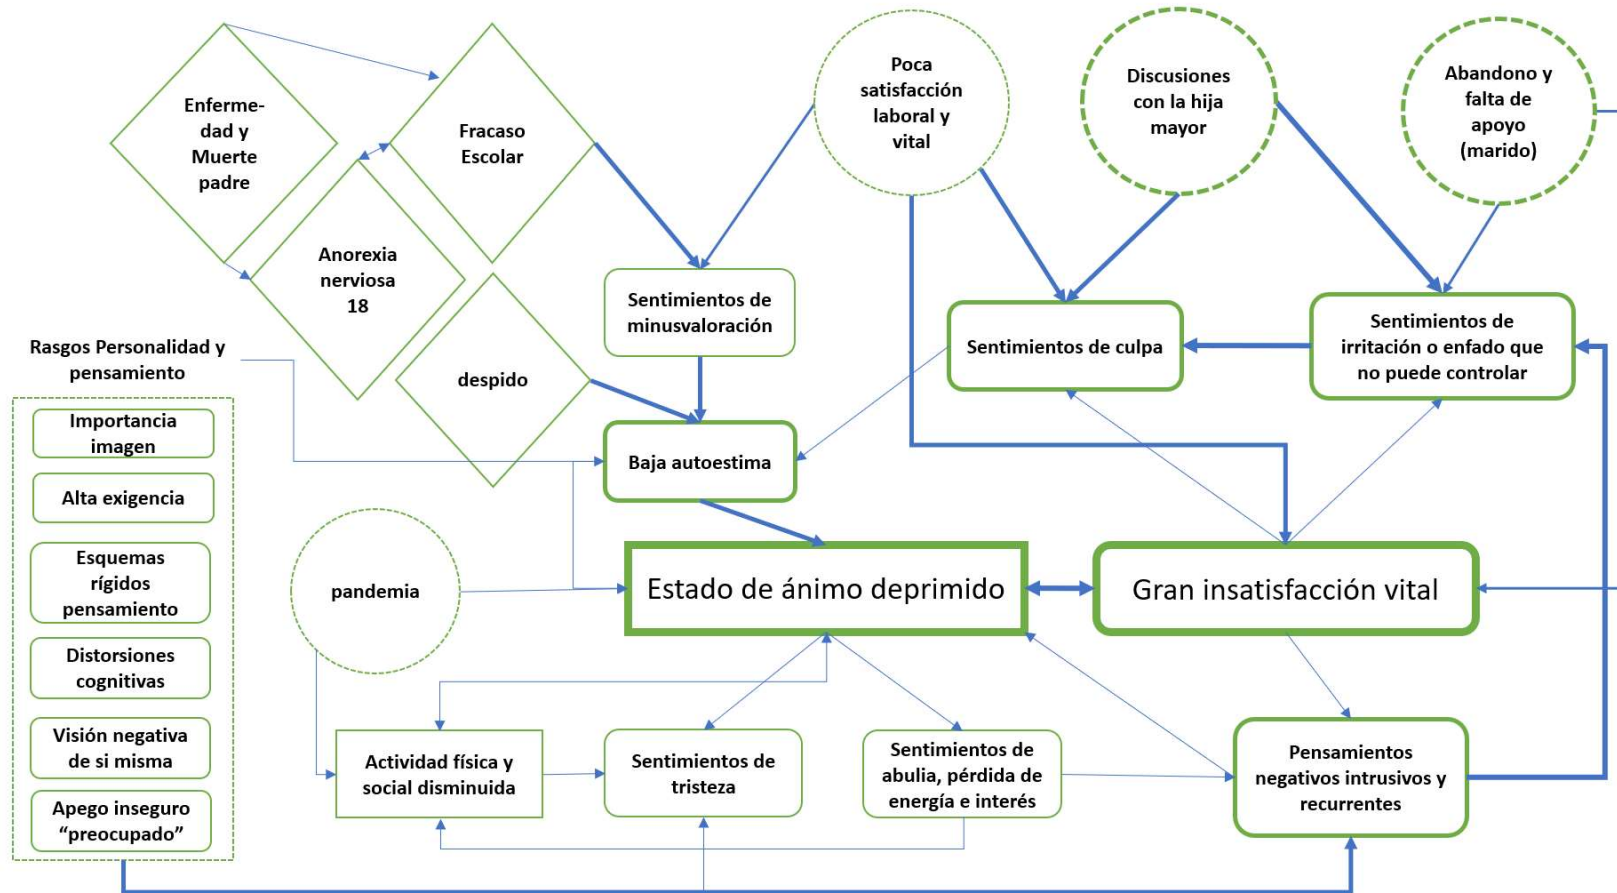 Enferme-
dad y
Muerte
padre
Fracaso
Escolar
Poca
satisfacción
laboral y
vital
Discusiones
con la hija
mayor
Abandono y
falta de
apoyo
(marido)
Anorexia
nerviosa
18
Sentimientos de
minusvaloración
Sentimientos de culpa
Sentimientos de
irritación o enfado que
no puede controlar
Rasgos Personalidad y
pensamiento
despido
Importancia
imagen
Baja autoestima
Alta exigencia
Esquemas
rígidos
pensamiento
pandemia
Estado de ánimo deprimido
Gran insatisfacción vital
Distorsiones
cognitivas
Visión negativa
de si misma
Apego inseguro
“preocupado”
Actividad física y
social disminuida
Sentimientos de
tristeza
Sentimientos de
abulia, pérdida de
energía e interés
Pensamientos
negativos intrusivos y
recurrentes